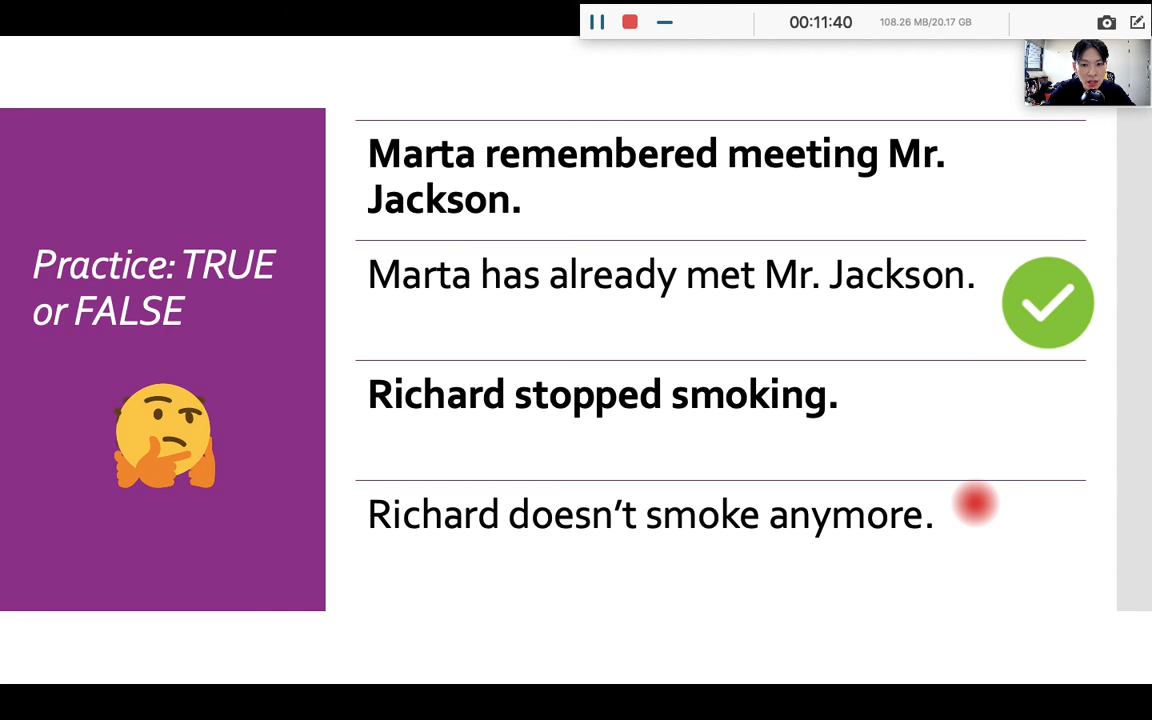 00:11:40
108.26 MB/20.17 GB
Marta remembered meeting Mr.
Jackson.
Practice: TRUE
or FALSE
Marta has already met Mr. Jackson.
Richard stopped smoking.
Richard doesn’t smoke anymore.